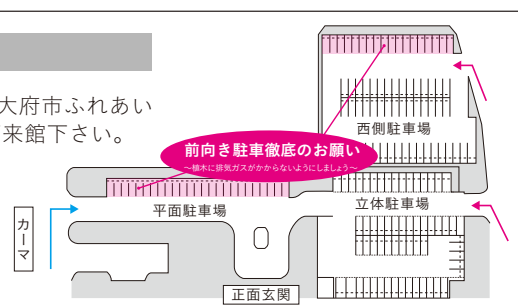 大府市ふれあい
来館下さい。
西側駐車場
前向き駐車徹底のお願い
〜植木に排気ガスがかからないようにしましょう〜
平面駐車場
立体駐車場
カーマ
正面玄関